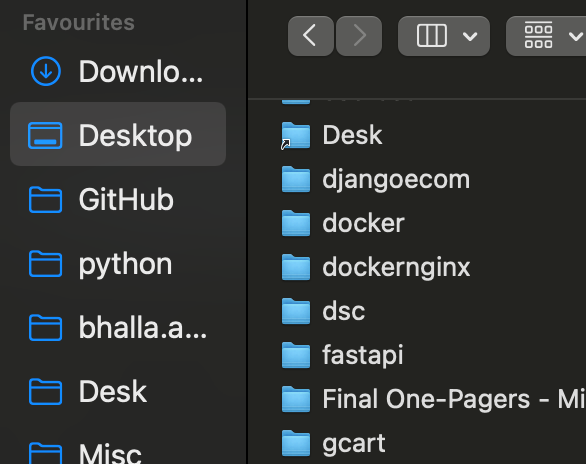 Favourites
Downlo...
Desktop
GitHub
python
bhalla.a...
Desk
Misc
Desk
djangoecom
docker
dockernginx
dsc
fastapi
Final One-Pagers - Mi
gcart